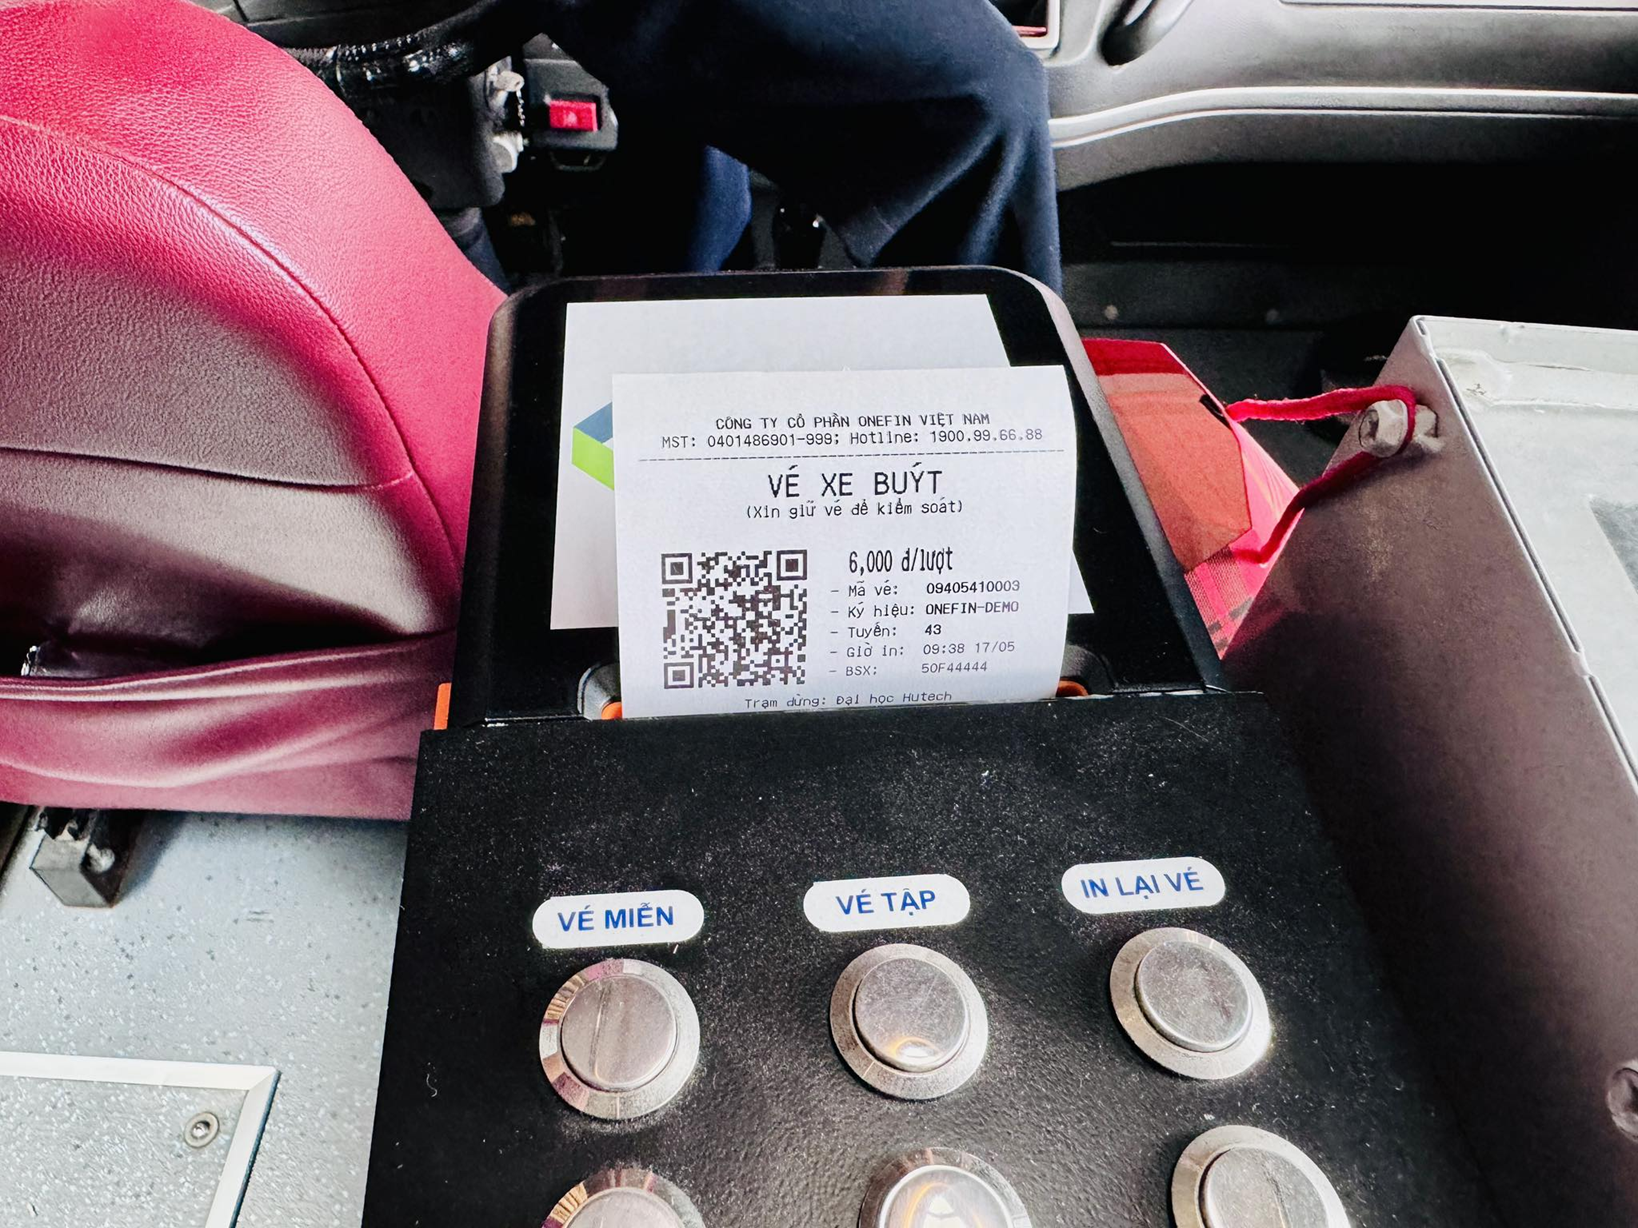 CÔNG TY CỔ PHẦN ONEFIN VIỆT NAM
MST: 0401486901-999; Hotline: 1900.99.66.88
VÉ XE BUÝT
(Xin giữ vé để kiểm soát)
6,000 đ/lượt
- Mã vé: 09405410003
- Ký hiệu: ONEFIN-DEMO
- Tuyến: 43
- Giờ in: 09:38 17/05
- BSX: 50F44444
Trạm dừng: Đại học Hutech
VÉ MIỄN
VÉ TẬP
IN LẠI VÉ